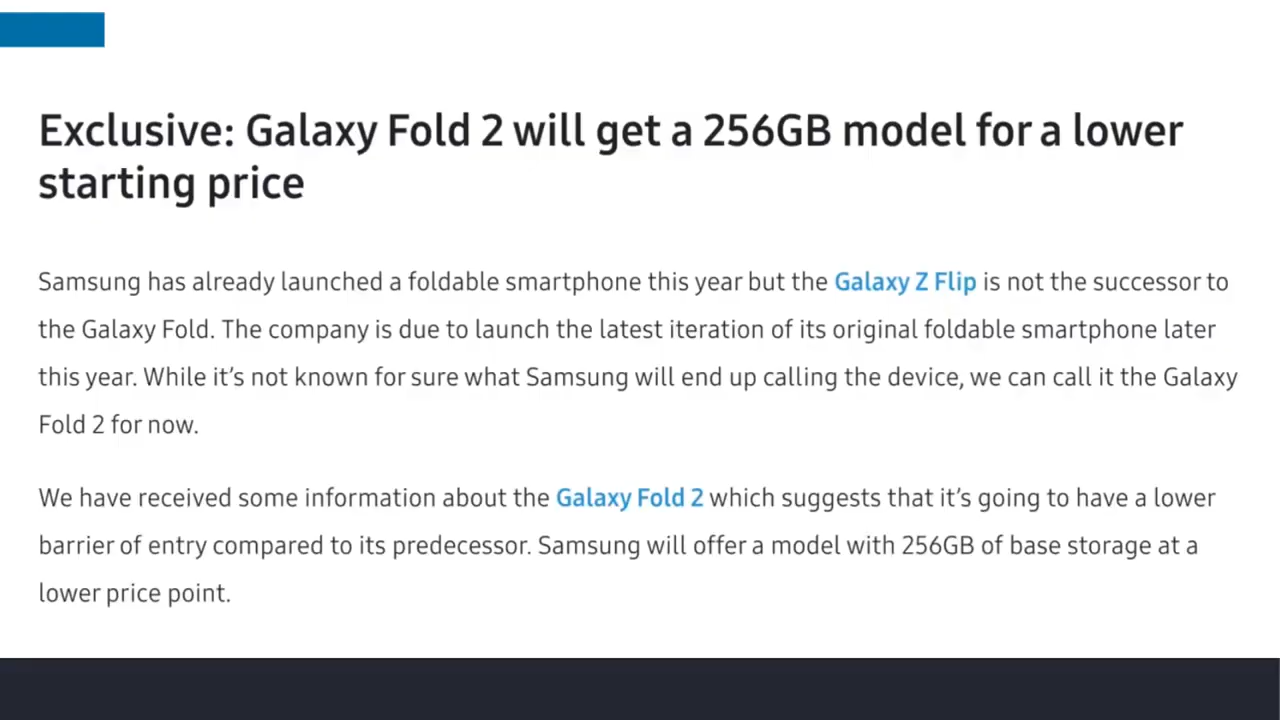 Exclusive: Galaxy Fold 2 will get a 256GB model for a lower
starting price
Samsung has already launched a foldable smartphone this year but the Galaxy Z Flip is not the successor to
the Galaxy Fold. The company is due to launch the latest iteration of its original foldable smartphone later
this year. While it’s not known for sure what Samsung will end up calling the device, we can call it the Galaxy
Fold 2 for now.
We have received some information about the Galaxy Fold 2 which suggests that it’s going to have a lower
barrier of entry compared to its predecessor. Samsung will offer a model with 256GB of base storage at a
lower price point.